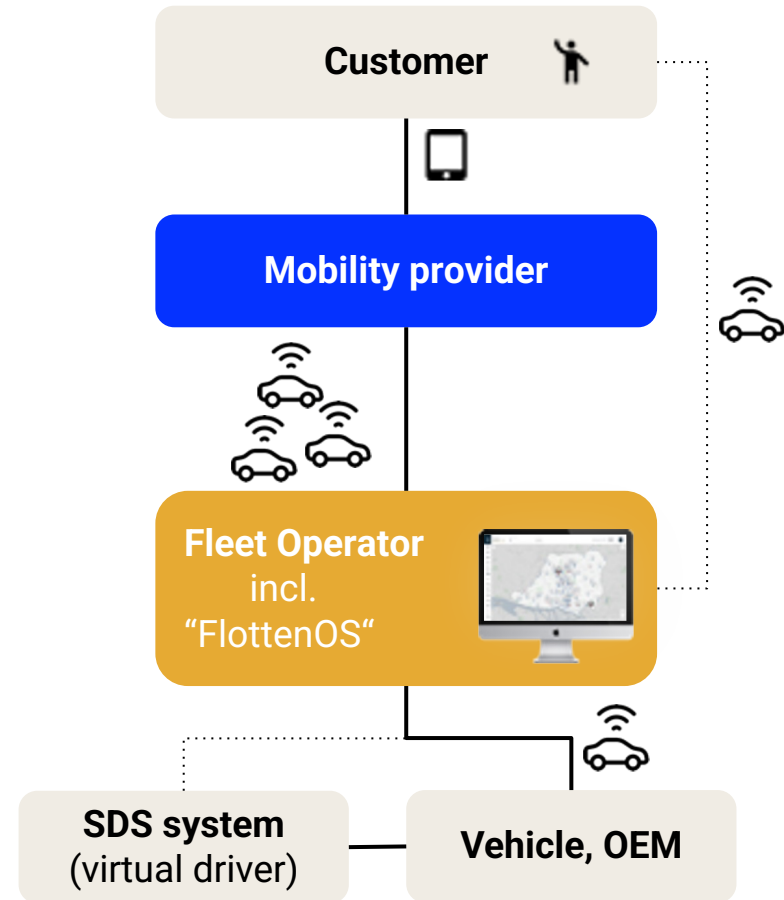 Customer
Mobility provider
Fleet Operator
incl.
“FlottenOS“
SDS system
(virtual driver)
Vehicle, OEM